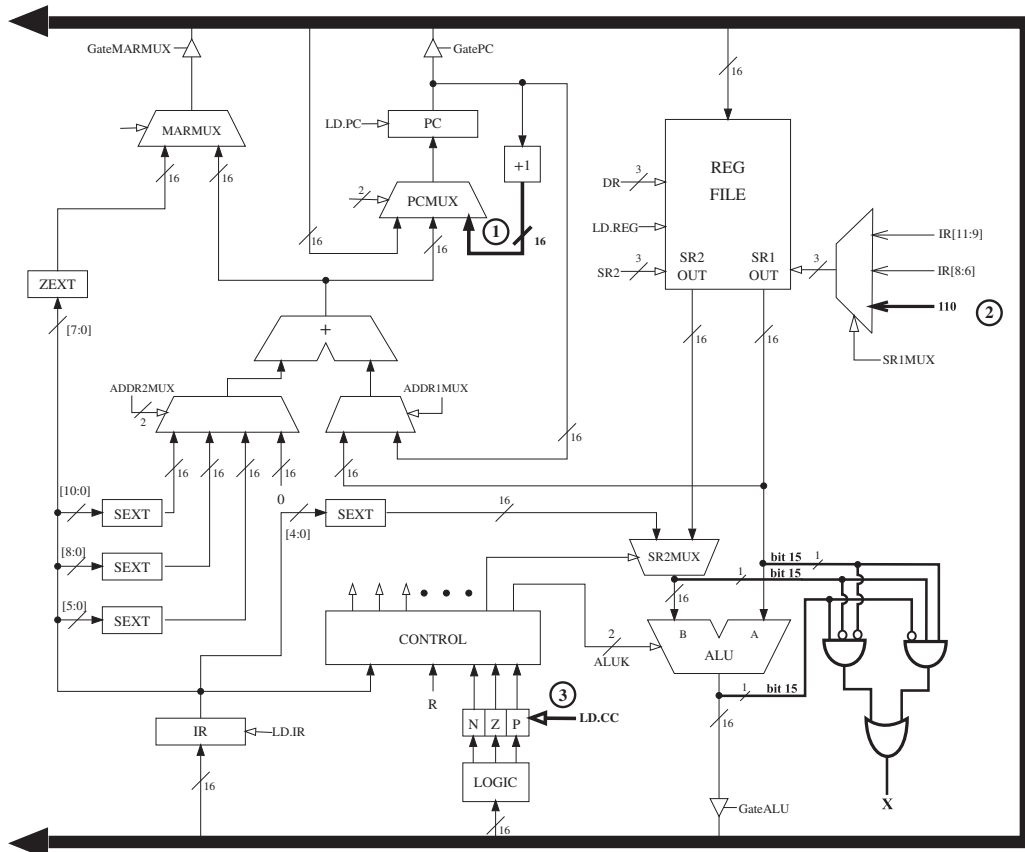 GateMARMUX
GatePC
16
MARMUX
LD.PC
PC
+1
REG
FILE
16
16
2
PCMUX
1
16
16
16
DR
3
LD.REG
SR2
3
SR2
OUT
SR1
OUT
3
IR[11:9]
IR[8:6]
110
2
SR1MUX
ZEXT
[7:0]
+
16
16
ADDR2MUX
2
ADDR1MUX
16
16
16
16
16
16
0
[10:0]
SEXT
[4:0]
SEXT
16
[8:0]
SEXT
[5:0]
SEXT
SR2MUX
bit 15
1
1
bit 15
16
CONTROL
2
ALUK
B
A
ALU
1
bit 15
R
3
N
Z
P
LD.CC
IR
LD.IR
16
LOGIC
16
16
GateALU
X